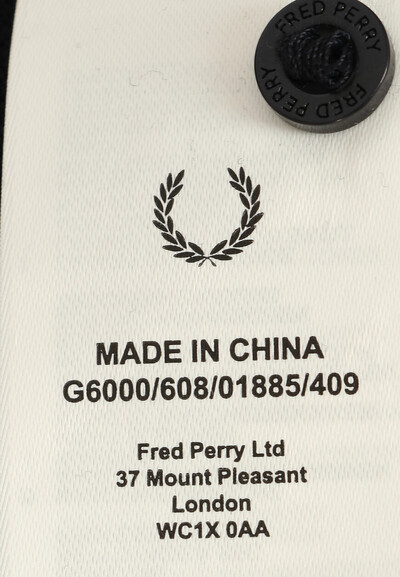 FRED PERRY
FRED PERRY
MADE IN CHINA
G6000/608/01885/409
Fred Perry Ltd
37 Mount Pleasant
London
WC1X 0AA